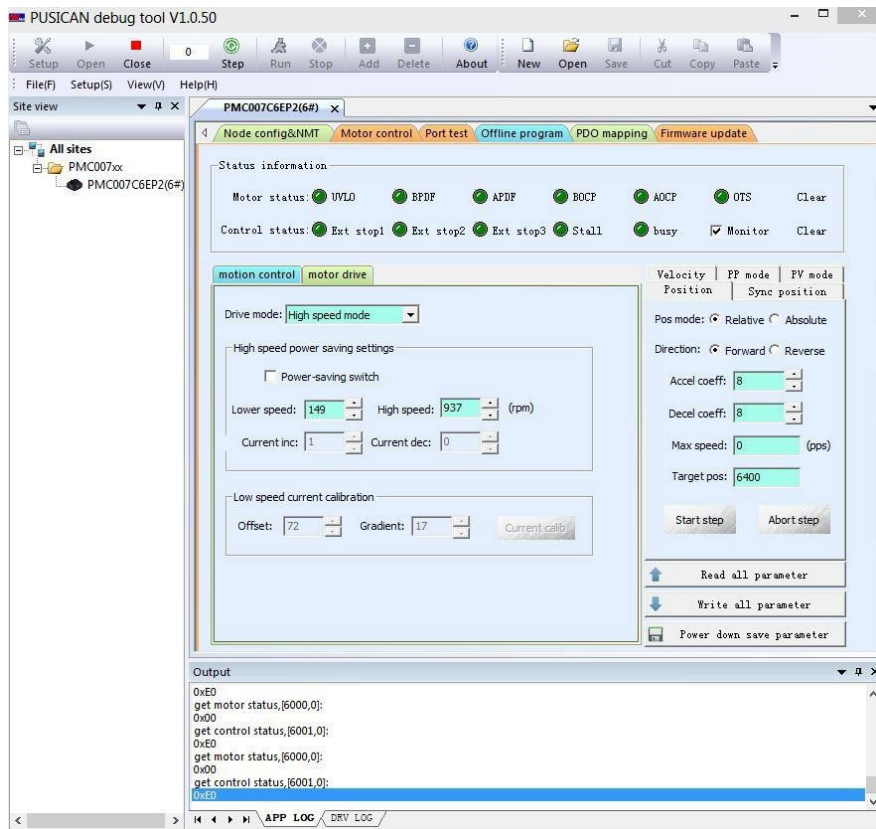 PUSICAN debug tool V1.0.50
Setup Open Close 0 Step Run Stop Add Delete About New Open Save Cut Copy Paste
File(F) Setup(S) View(V) Help(H)
Site view
All sites
PMC007xx
PMC007C6EP2(6#)
PMC007C6EP2(6#)
Node config&NMT Motor control Port test Offline program PDO mapping Firmware update
Status information
Motor status: UVLO BPDF APDF BOCP AOCP OTS Clear
Control status: Ext stop1 Ext stop2 Ext stop3 Stall busy Monitor Clear
motion control motor drive
Drive mode: High speed mode
High speed power saving settings
Power-saving switch
Lower speed: 149 High speed: 937 (rpm)
Current inc: 1 Current dec: 0
Low speed current calibration
Offset: 72 Gradient: 17 Current calib
Velocity PP mode PV mode
Position Sync position
Pos mode: Relative Absolute
Direction: Forward Reverse
Accel coeff: 8
Decel coeff: 8
Max speed: 0 (pps)
Target pos: 6400
Start step Abort step
Read all parameter
Write all parameter
Power down save parameter
Output
0xE0
get motor status,[6000,0]:
0x00
get control status,[6001,0]:
0xE0
get motor status,[6000,0]:
0x00
get control status,[6001,0]:
0xE0
APP LOG DRV LOG